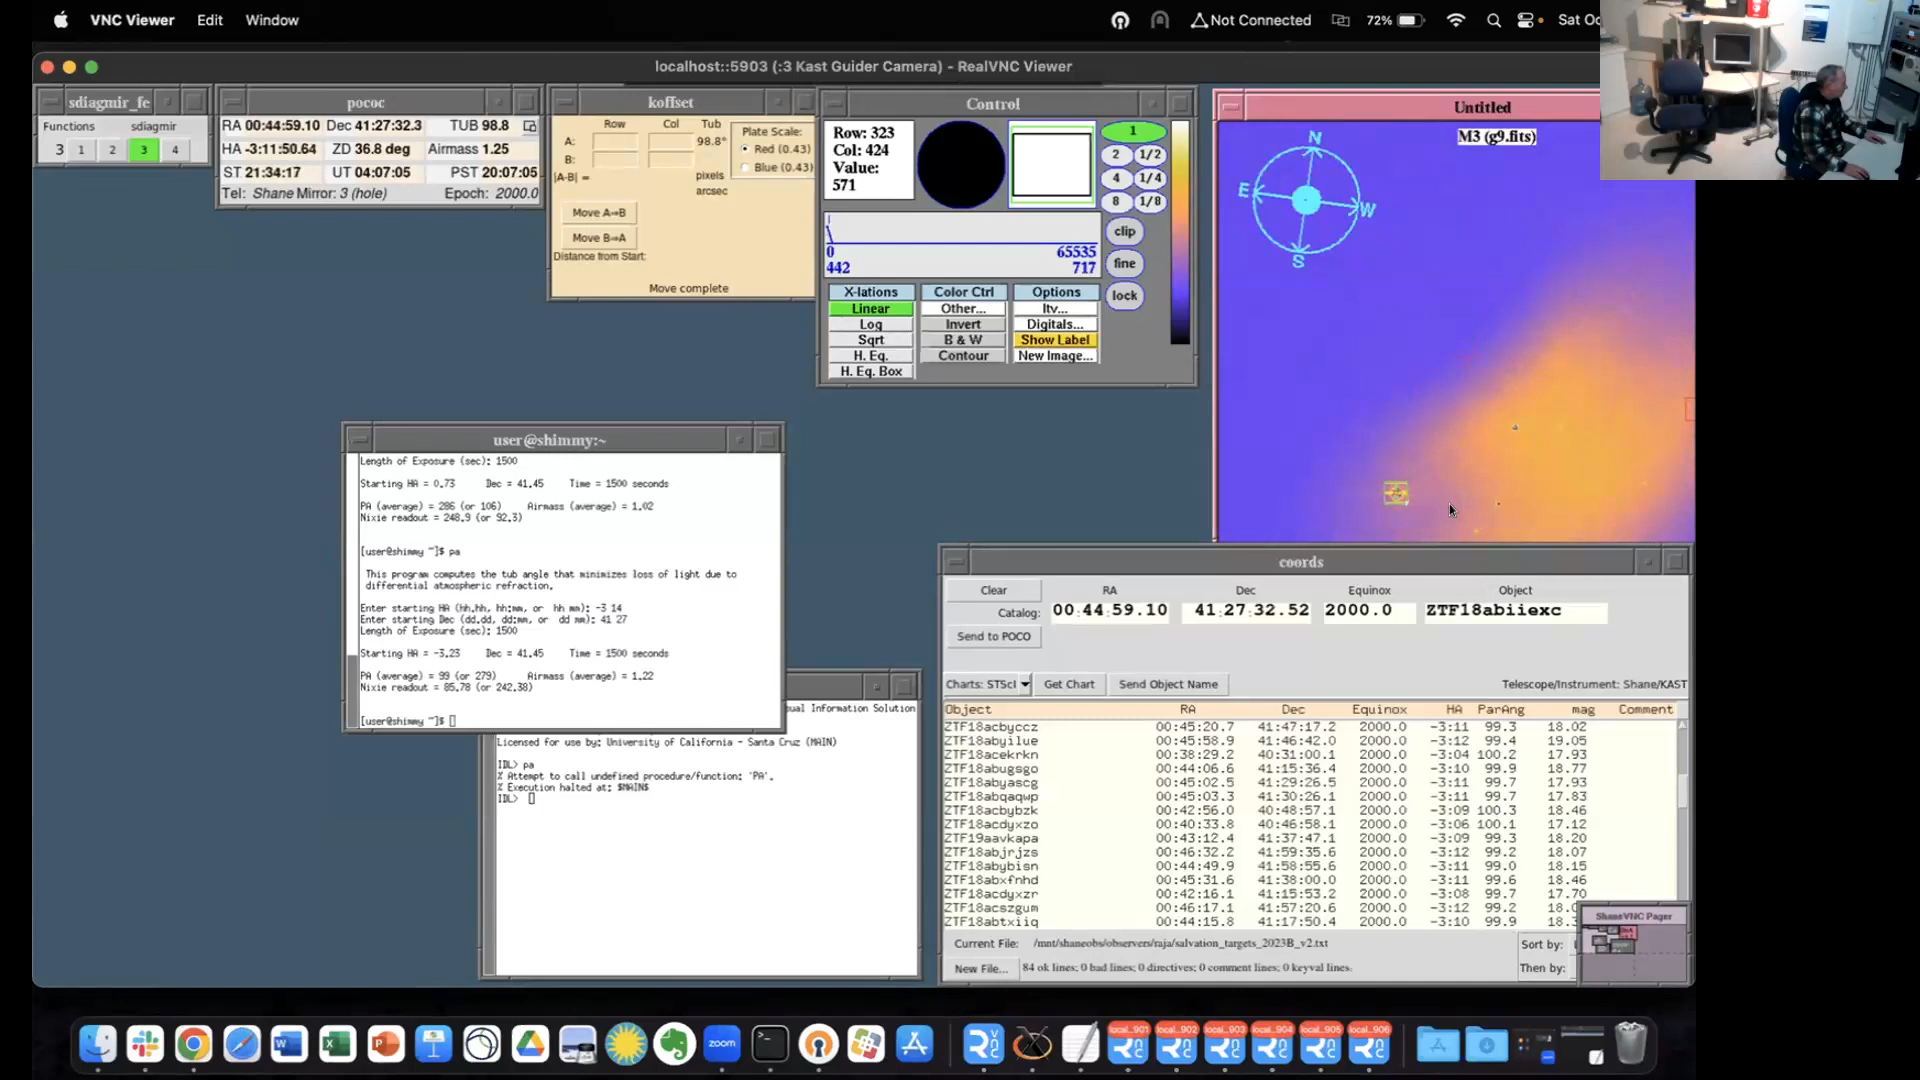 VNC Viewer Edit Window
Not Connected 72% Sat Oc
localhost::5903 (:3 Kast Guider Camera) - RealVNC Viewer
sdiagmir_fe
Functions sdiagmir
3 1 2 3 4
pococ
RA 00:44:59.10 Dec 41:27:32.3 TUB 98.8
HA -3:11:50.64 ZD 36.8 deg Airmass 1.25
ST 21:34:17 UT 04:07:05 PST 20:07:05
Tel: Shane Mirror: 3 (hole) Epoch: 2000.0
koffset
Row Col Tub
A: 98.8°
B:
|A-B| = pixels
arcsec
Plate Scale:
Red (0.43)
Blue (0.43)
Move A⇒B
Move B⇒A
Distance from Start:
Move complete
Control
Row: 323
Col: 424
Value:
571
1
2 1/2
4 1/4
8 1/8
clip
fine
lock
0 65535
442 717
X-lations Color Ctrl Options
Linear Other... Itv...
Log Invert Digitals...
Sqrt B & W Show Label
H. Eq. Contour New Image...
H. Eq. Box
Untitled
M3 (g9.fits)
N
E W
S
user@shimmy:~
Length of Exposure (sec): 1500
Starting HA = 0.73 Dec = 41.45 Time = 1500 seconds
PA (average) = 286 (or 106) Airmass (average) = 1.02
Nixie readout = 248.9 (or 92.3)
[user@shimmy ~]$ pa
This program computes the tub angle that minimizes loss of light due to
differential atmospheric refraction.
Enter starting HA (hh.hh, hh:mm, or hh mm): -3 14
Enter starting Dec (dd.dd, dd:mm, or dd mm): 41 27
Length of Exposure (sec): 1500
Starting HA = -3.23 Dec = 41.45 Time = 1500 seconds
PA (average) = 99 (or 279) Airmass (average) = 1.22
Nixie readout = 85.78 (or 242.38)
[user@shimmy ~]$
sual Information Solution
Licensed for use by: University of California - Santa Cruz (MAIN)
IDL> pa
% Attempt to call undefined procedure/function: 'PA'.
% Execution halted at: $MAIN$
IDL>
coords
Clear RA Dec Equinox Object
Catalog: 00:44:59.10 41:27:32.52 2000.0 ZTF18abiiexc
Send to POCO
Charts: STScI Get Chart Send Object Name Telescope/Instrument: Shane/KAST
Object RA Dec Equinox HA ParAng mag Comment
ZTF18acbyccz 00:45:20.7 41:47:17.2 2000.0 -3:11 99.3 18.02
ZTF18abyilue 00:45:58.9 41:46:42.0 2000.0 -3:12 99.4 19.05
ZTF18acekrkn 00:38:29.2 40:31:00.1 2000.0 -3:04 100.2 17.93
ZTF18abugsgo 00:44:06.6 41:15:36.4 2000.0 -3:10 99.9 18.77
ZTF18abyascg 00:45:02.5 41:29:25.6 2000.0 -3:11 99.7 17.93
ZTF18abqaqwp 00:45:03.3 41:30:26.1 2000.0 -3:11 99.7 17.83
ZTF18acbybzk 00:42:56.0 40:48:57.1 2000.0 -3:09 100.3 18.46
ZTF18acdyxzo 00:40:33.8 40:46:58.1 2000.0 -3:06 100.1 17.12
ZTF19aavkapa 00:43:12.4 41:37:47.1 2000.0 -3:09 99.3 18.20
ZTF18abjrjzs 00:46:32.2 41:59:35.6 2000.0 -3:12 99.2 18.07
ZTF18abybisn 00:44:49.9 41:58:55.6 2000.0 -3:11 99.0 18.15
ZTF18abxfnhd 00:45:31.6 41:38:00.0 2000.0 -3:11 99.6 18.46
ZTF18acdyxzr 00:42:16.1 41:15:53.2 2000.0 -3:08 99.7 17.70
ZTF18acszgum 00:46:17.1 41:57:20.6 2000.0 -3:12 99.2 18.0
ZTF18abtxiiq 00:44:15.8 41:17:50.4 2000.0 -3:10 99.9 18.3
Current File: /mnt/shaneobs/observers/raja/salvation_targets_2023B_v2.txt Sort by:
New File... 84 ok lines; 0 bad lines; 0 directives; 0 comment lines; 0 keyval lines. Then by:
ShaneVNC Pager
zoom
local_901 local_902 local_903 local_904 local_905 local_906